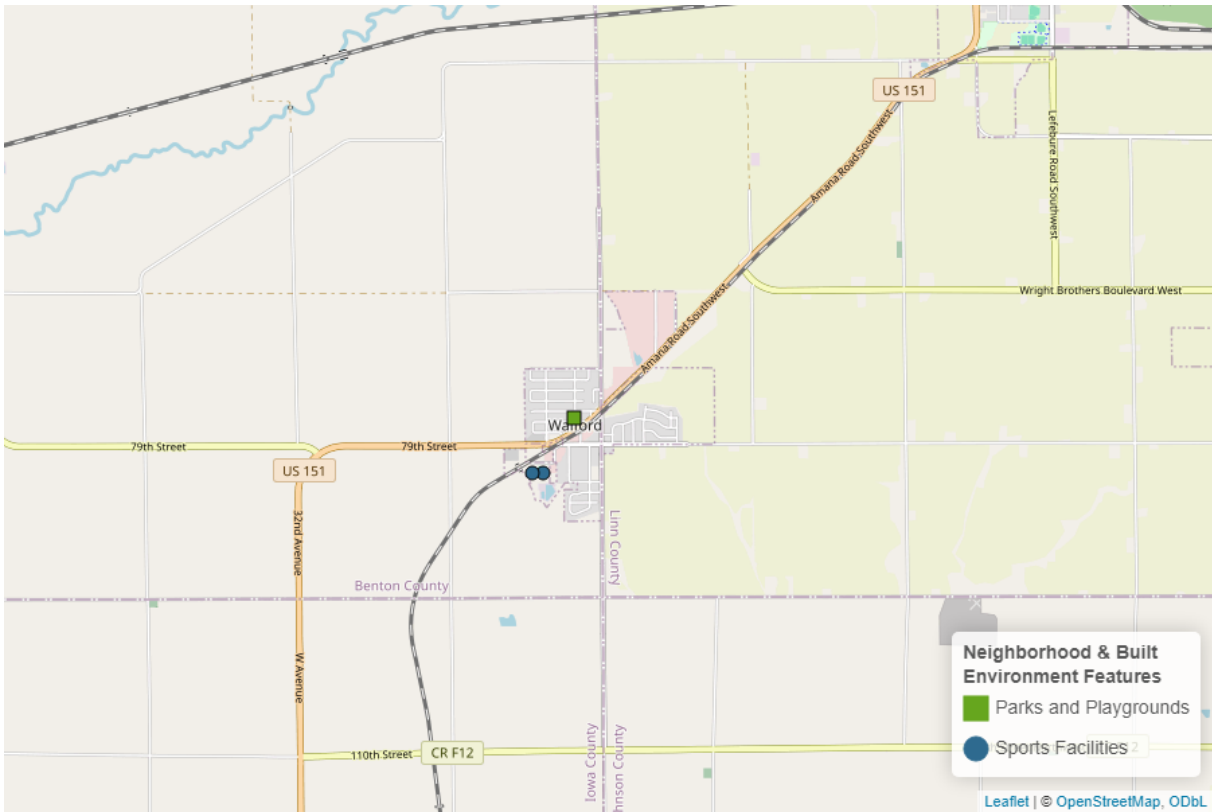 US 151
Amana Road Southwest
Lefebure Road Southwest
Wright Brothers Boulevard West
Amana Road Southwest
Walford
79th Street
79th Street
US 151
32nd Avenue
Linn County
Benton County
W Avenue
110th Street
CR F12
Iowa County
hnson County
Neighborhood & Built
Environment Features
Parks and Playgrounds
Sports Facilities
Leaflet | © OpenStreetMap, ODbL